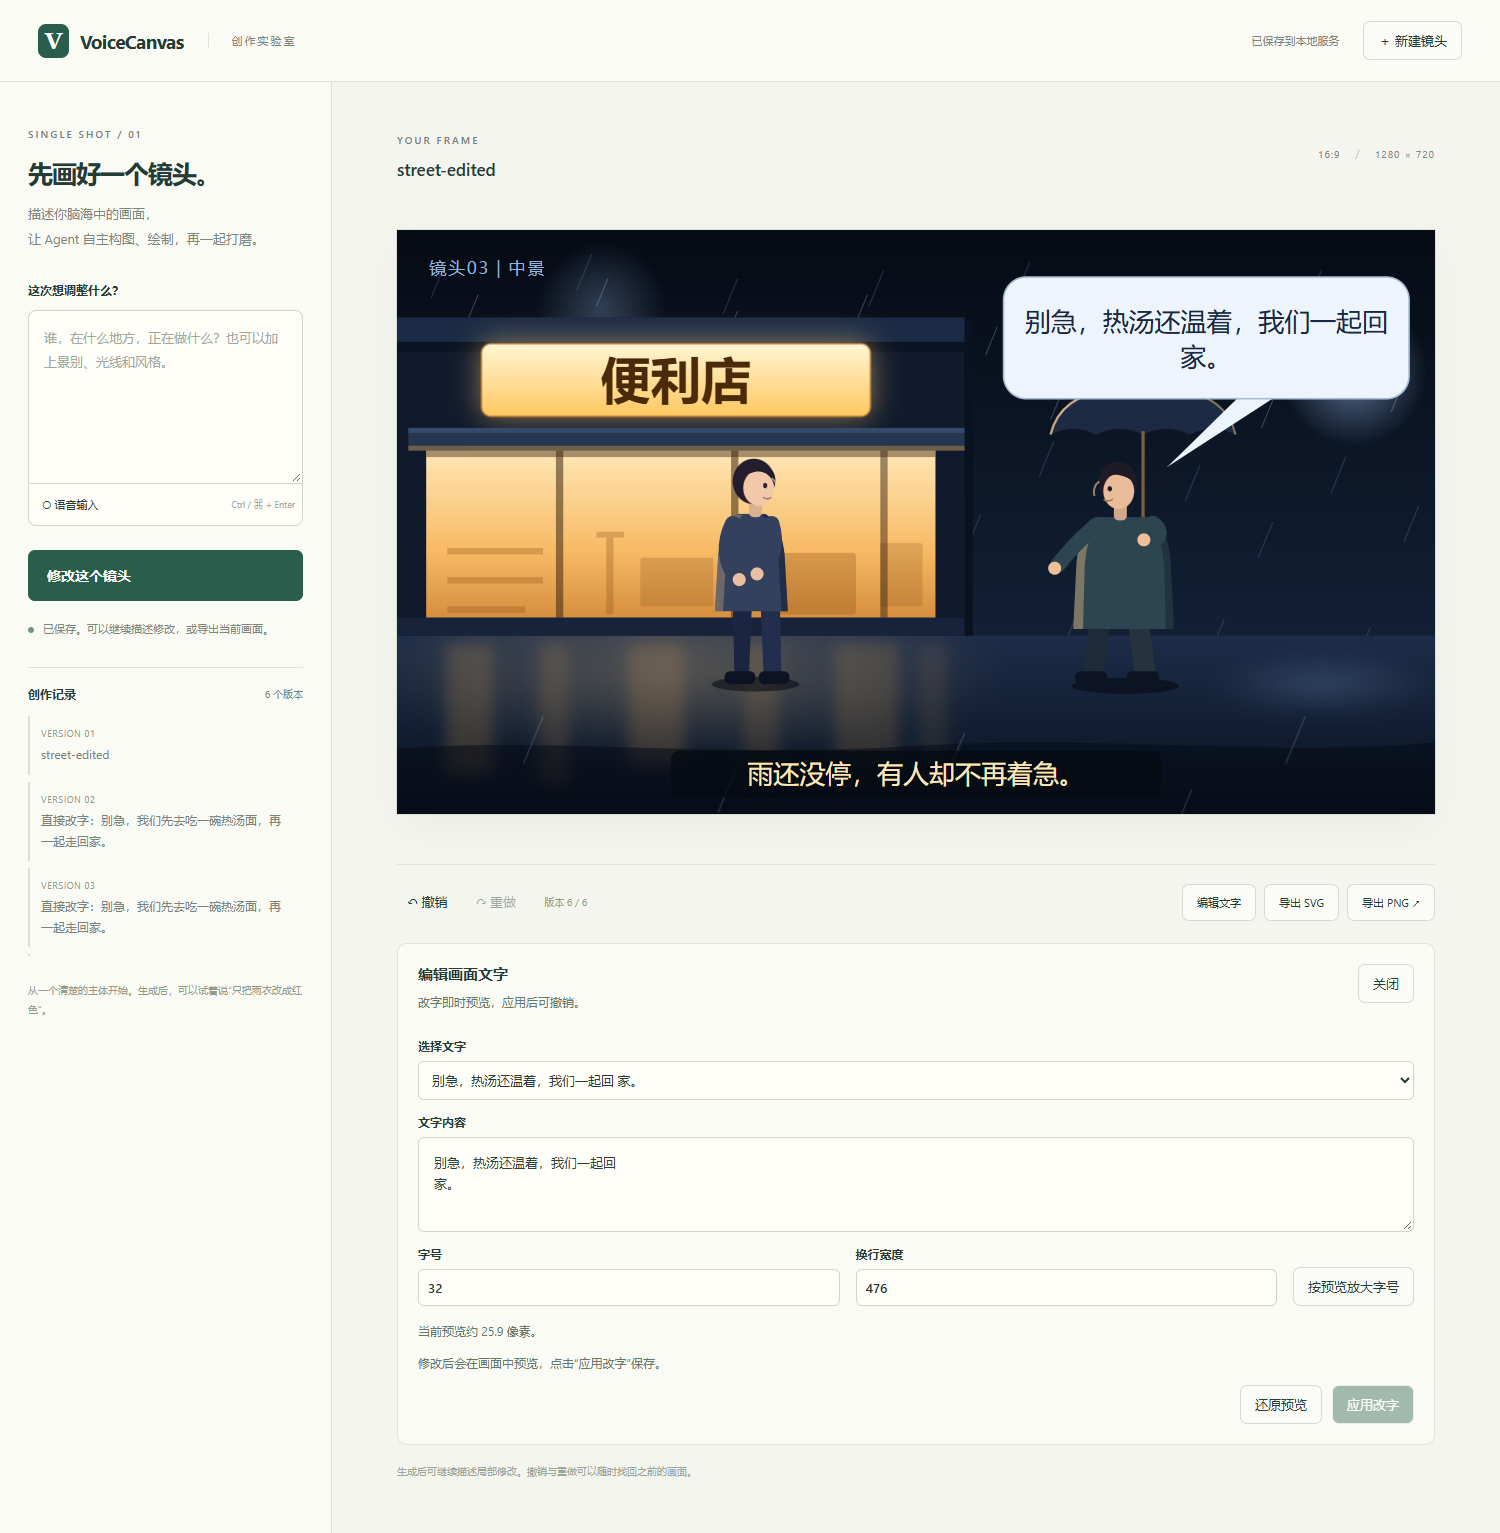 V VoiceCanvas 创作实验室
已保存到本地服务
+ 新建镜头
SINGLE SHOT / 01
先画好一个镜头。
描述你脑海中的画面，
让 Agent 自主构图、绘制，再一起打磨。
这次想调整什么？
谁，在什么地方，正在做什么？也可以加
上景别、光线和风格。
语音输入
Ctrl / ⌘ + Enter
修改这个镜头
已保存。可以继续描述修改，或导出当前画面。
创作记录
6 个版本
VERSION 01
street-edited
VERSION 02
直接改字：别急，我们先去吃一碗热汤面，再
一起走回家。
VERSION 03
直接改字：别急，我们先去吃一碗热汤面，再
一起走回家。
从一个清楚的主体开始。生成后，可以试着说“只把雨衣改成红
色”。
YOUR FRAME
street-edited
16:9 / 1280 × 720
镜头03 | 中景
便利店
别急，热汤还温着，我们一起回
家。
雨还没停，有人却不再着急。
↶ 撤销
↷ 重做
版本 6 / 6
编辑文字
导出 SVG
导出 PNG ↗
编辑画面文字
改字即时预览，应用后可撤销。
关闭
选择文字
别急，热汤还温着，我们一起回 家。
文字内容
别急，热汤还温着，我们一起回
家。
字号
32
换行宽度
476
按预览放大字号
当前预览约 25.9 像素。
修改后会在画面中预览，点击“应用改字”保存。
还原预览
应用改字
生成后可继续描述局部修改。撤销与重做可以随时找回之前的画面。